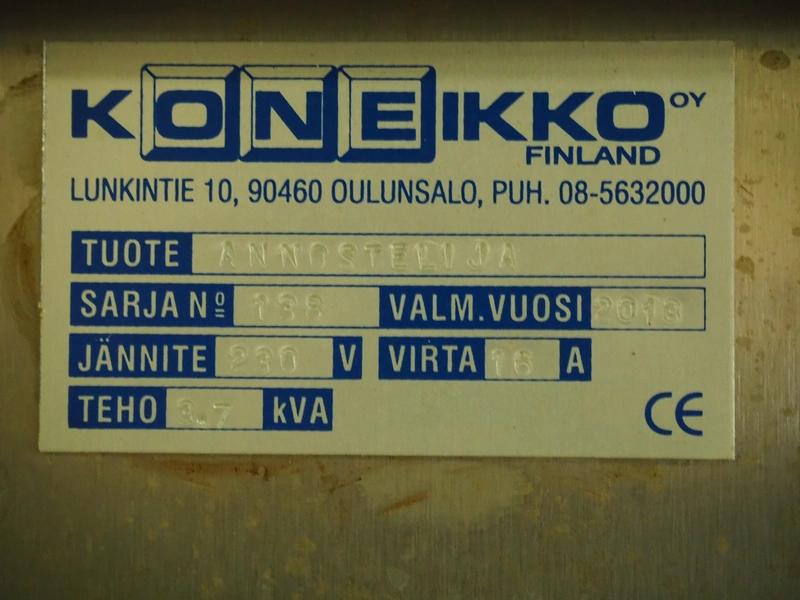 KONEIKKO OY
FINLAND
LUNKINTIE 10, 90460 OULUNSALO, PUH. 08-5632000
TUOTE ANNOSTELIJA
SARJA Nº VALM.VUOSI 2013
JÄNNITE 230 V VIRTA 16 A
TEHO 3.7 kVA
CE